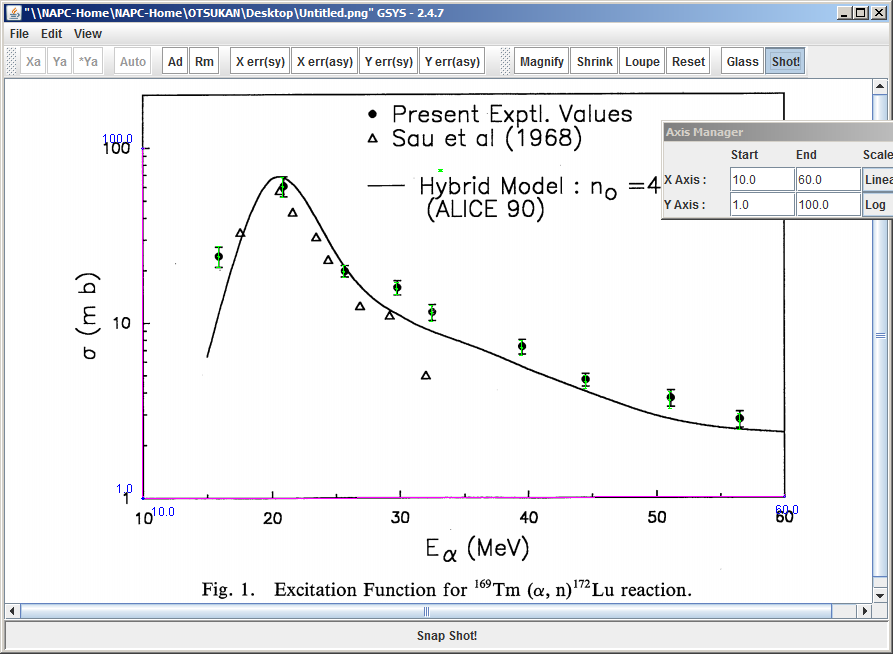 "\\NAPC-Home\NAPC-Home\OTSUKAN\Desktop\Untitled.png" GSYS - 2.4.7
File Edit View
Xa Ya *Ya Auto Ad Rm X err(sy) X err(asy) Y err(sy) Y err(asy) Magnify Shrink Loupe Reset Glass Shot!
Axis Manager
Start End Scale
X Axis : 10.0 60.0 Linea
Y Axis : 1.0 100.0 Log
Present Exptl. Values
Sau et al (1968)
Hybrid Model : n₀ =4
(ALICE 90)
100.0
100
10
1.0
1
σ (m b)
10 20 30 40 50 60
10.0 60.0
Eα (MeV)
Fig. 1. Excitation Function for ¹⁶⁹Tm (α, n)¹⁷²Lu reaction.
Snap Shot!